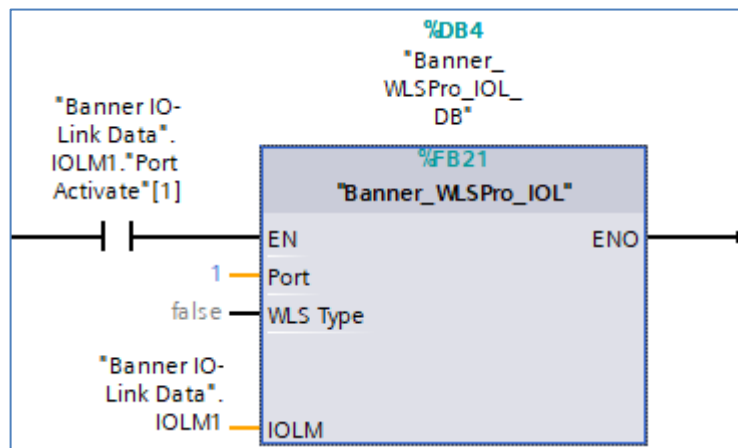 %DB4
"Banner_
WLSPro_IOL_
DB"
"Banner IO-
Link Data".
IOLM1."Port
Activate"[1]
%FB21
"Banner_WLSPro_IOL"
EN
ENO
1
Port
false
WLS Type
"Banner IO-
Link Data".
IOLM1
IOLM